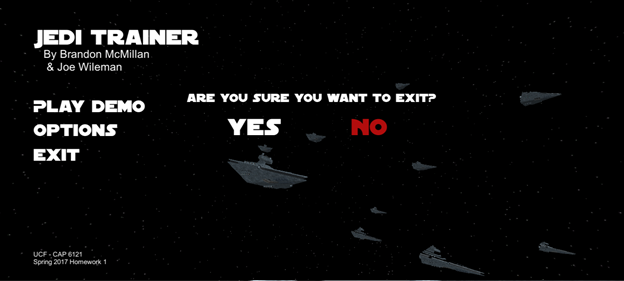 JEDI TRAINER
By Brandon McMillan
& Joe Wileman
ARE YOU SURE YOU WANT TO EXIT?
PLAY DEMO
YES NO
OPTIONS
EXIT
UCF - CAP 6121
Spring 2017 Homework 1